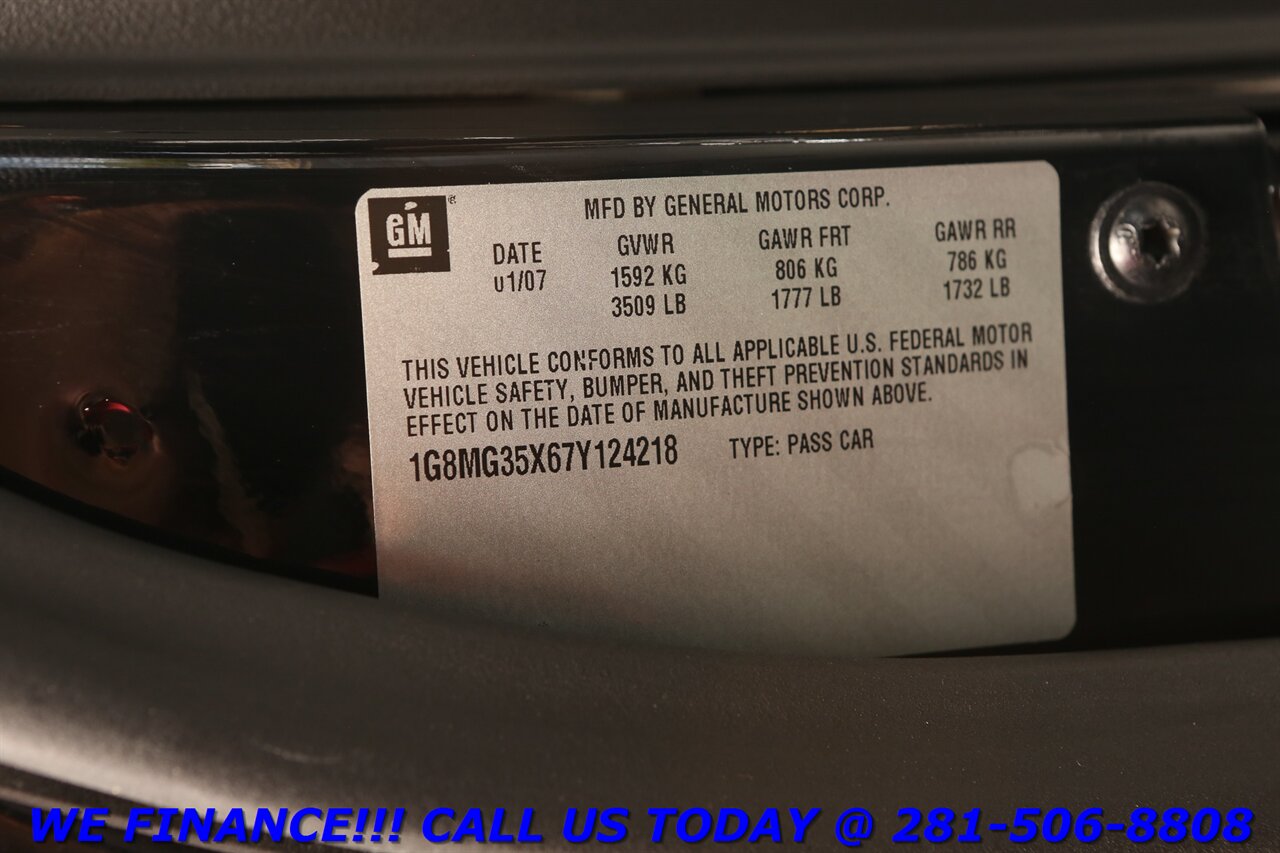 GM®
MFD BY GENERAL MOTORS CORP.
DATE GVWR GAWR FRT GAWR RR
01/07 1592 KG 806 KG 786 KG
3509 LB 1777 LB 1732 LB
THIS VEHICLE CONFORMS TO ALL APPLICABLE U.S. FEDERAL MOTOR
VEHICLE SAFETY, BUMPER, AND THEFT PREVENTION STANDARDS IN
EFFECT ON THE DATE OF MANUFACTURE SHOWN ABOVE.
1G8MG35X67Y124218 TYPE: PASS CAR
WE FINANCE!!! CALL US TODAY @ 281-506-8808